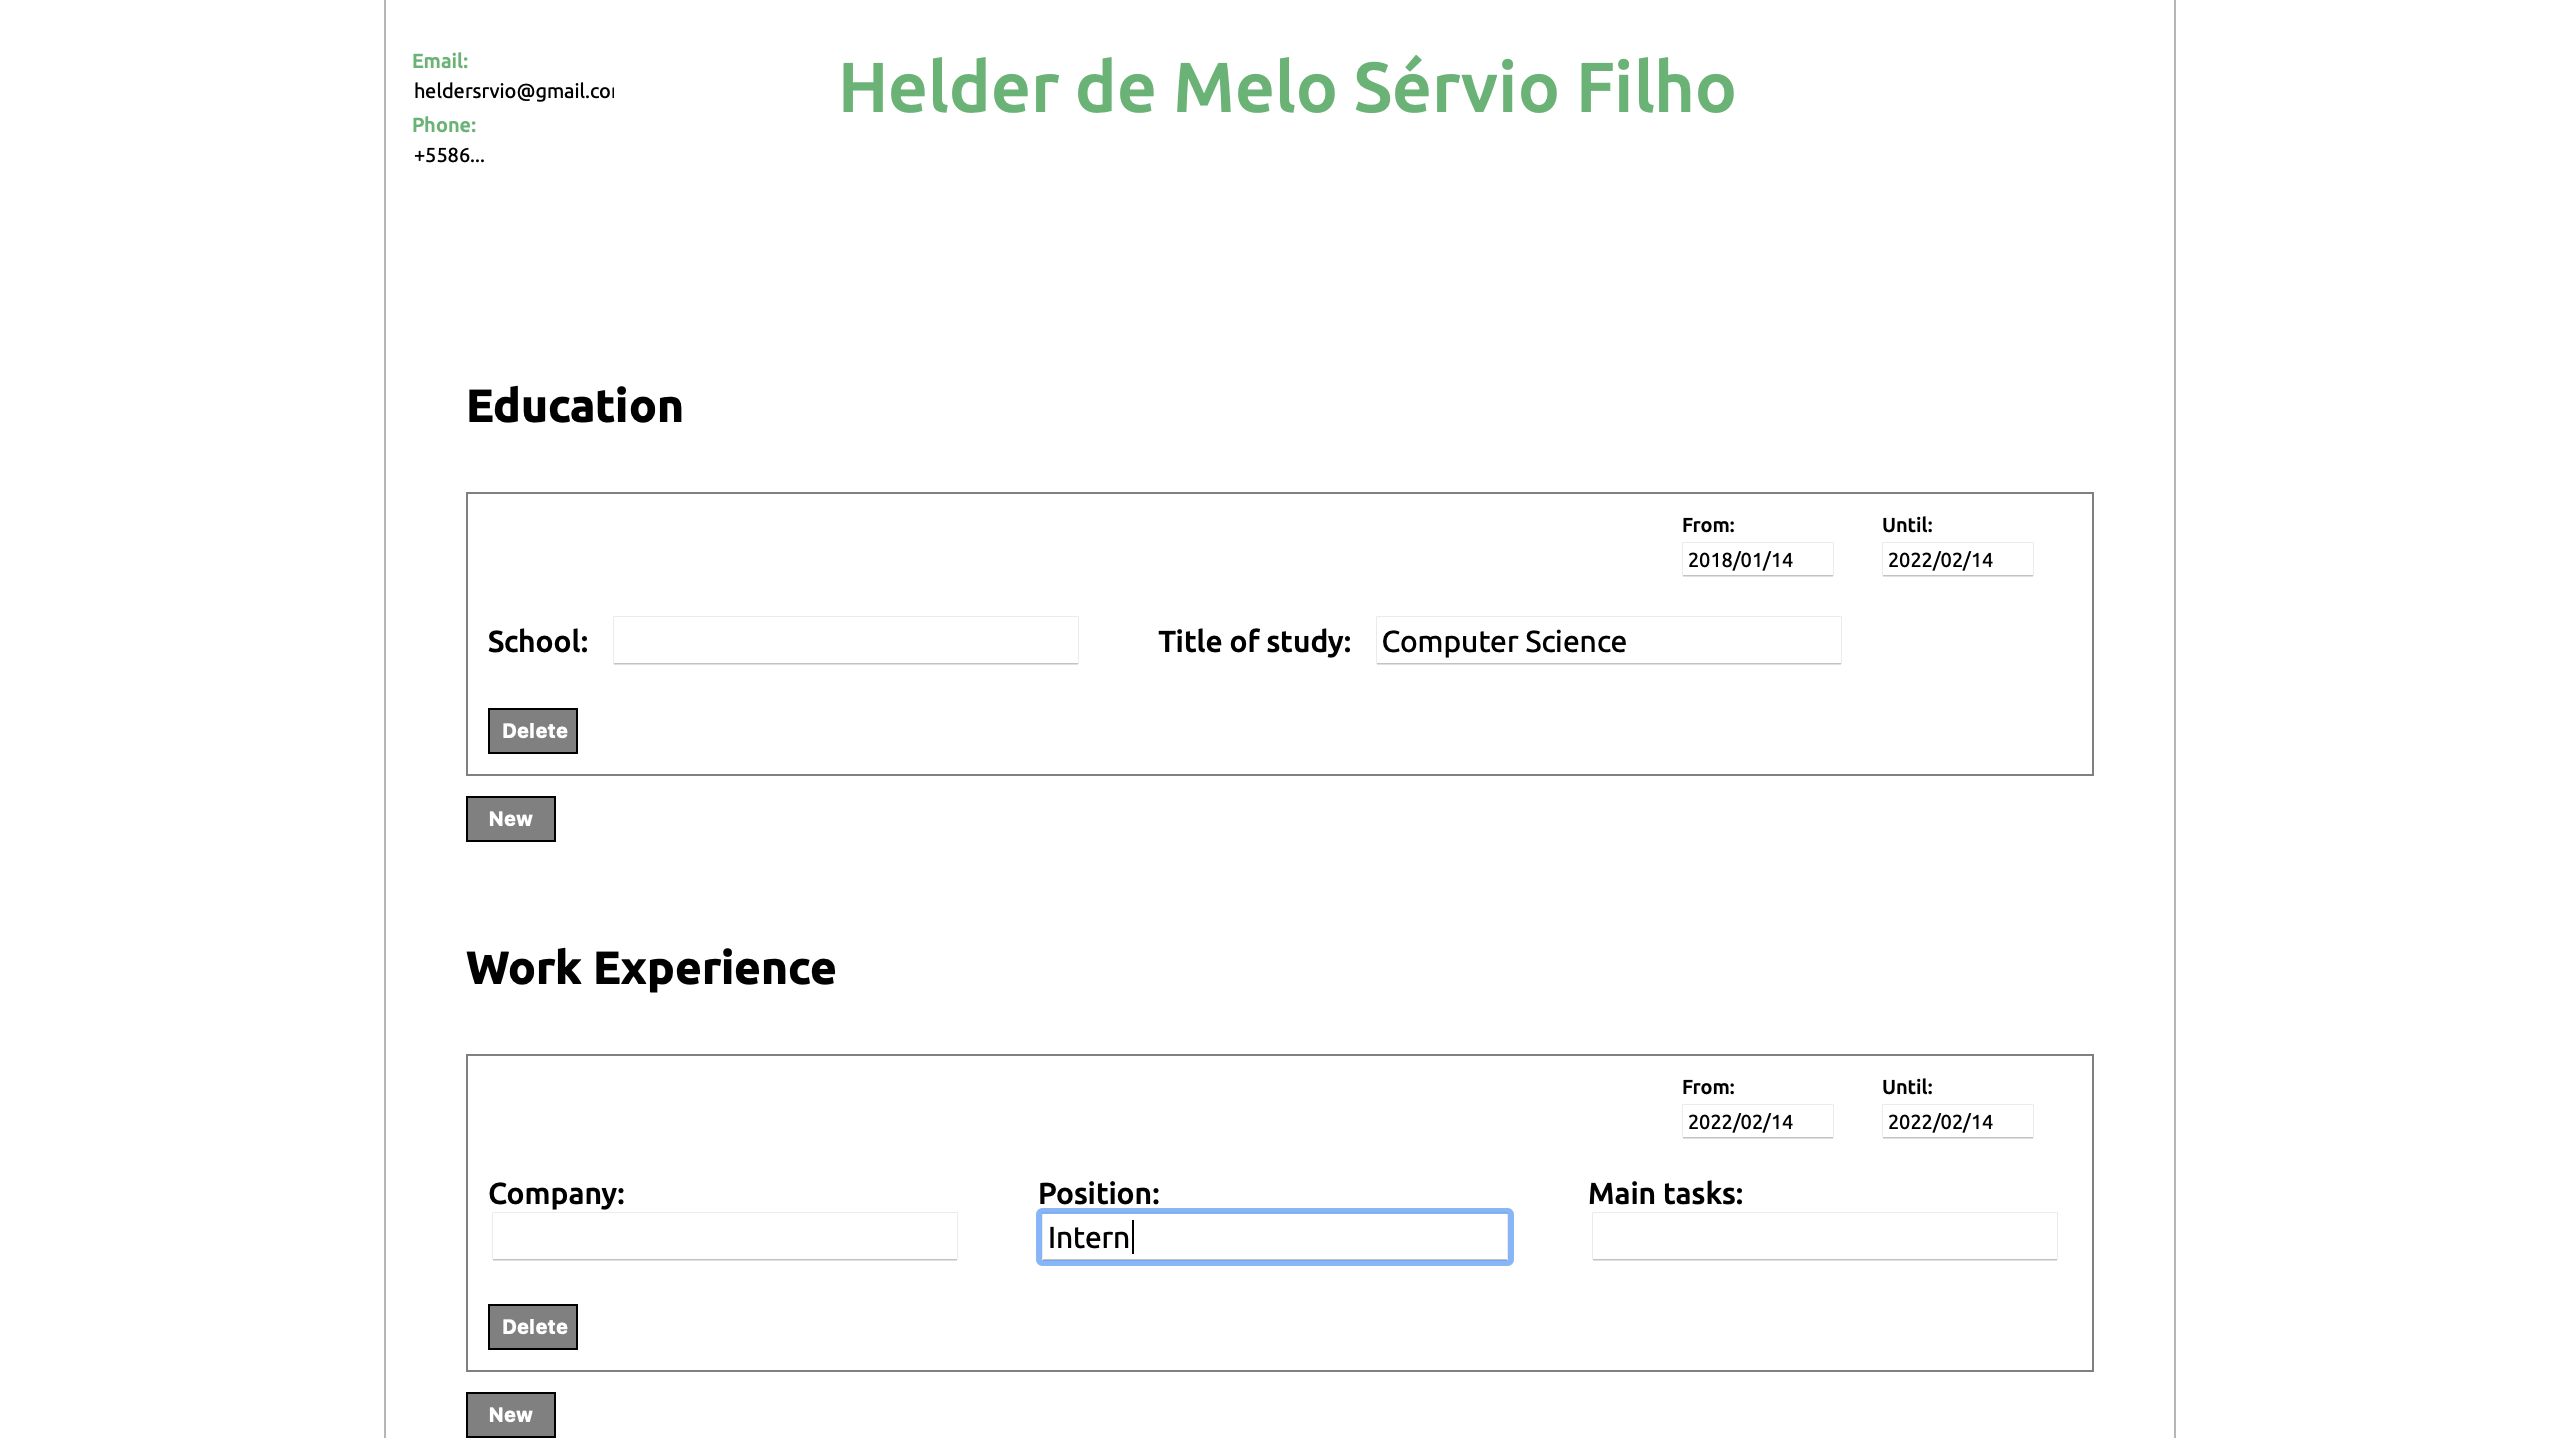 Email:
heldersrvio@gmail.co
Phone:
+5586...
Helder de Melo Sérvio Filho
Education
From:
Until:
2018/01/14
2022/02/14
School:
Title of study: Computer Science
Delete
New
Work Experience
From:
Until:
2022/02/14
2022/02/14
Company:
Position:
Main tasks:
Intern
Delete
New